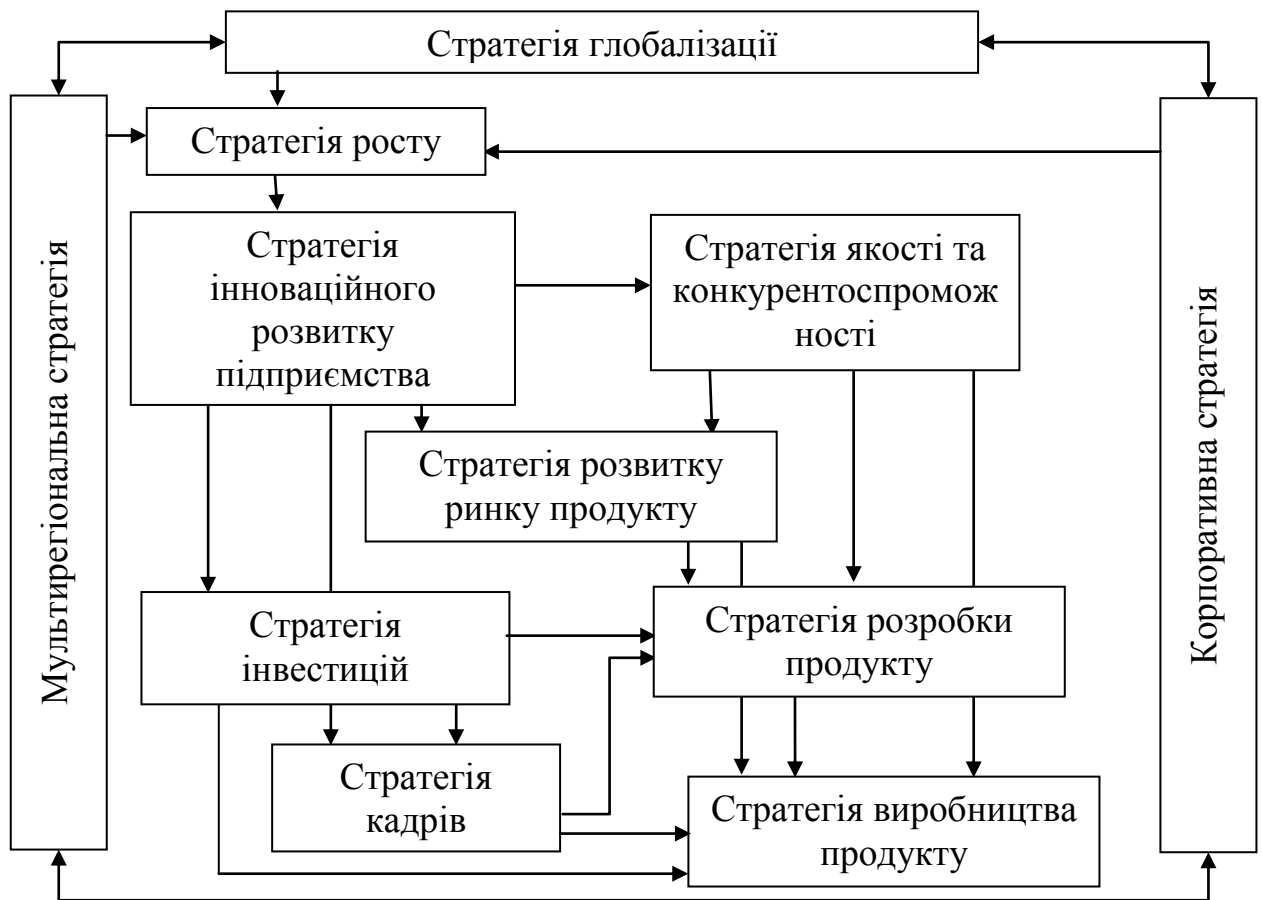 Стратегія глобалізації
Мультирегіональна стратегія
Стратегія росту
Корпоративна стратегія
Стратегія
інноваційного
розвитку
підприємства
Стратегія якості та
конкурентоспромож
ності
Стратегія розвитку
ринку продукту
Стратегія
інвестицій
Стратегія розробки
продукту
Стратегія
кадрів
Стратегія виробництва
продукту